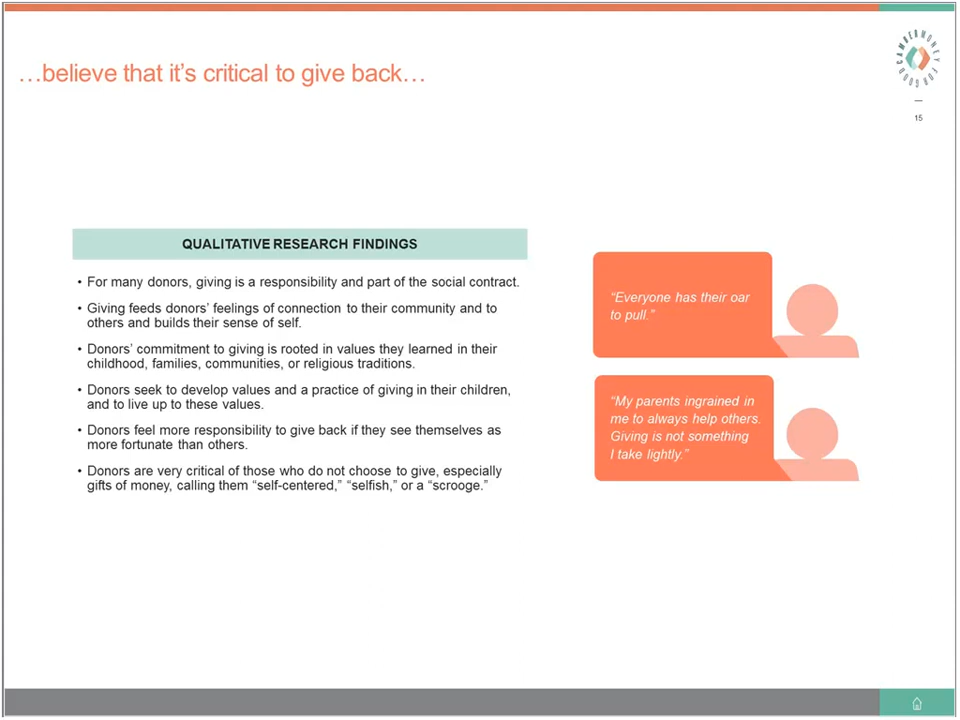 …believe that it's critical to give back…
CAMBER MONEY FOR GOOD
—
15
QUALITATIVE RESEARCH FINDINGS
• For many donors, giving is a responsibility and part of the social contract.
• Giving feeds donors' feelings of connection to their community and to
others and builds their sense of self.
• Donors' commitment to giving is rooted in values they learned in their
childhood, families, communities, or religious traditions.
• Donors seek to develop values and a practice of giving in their children,
and to live up to these values.
• Donors feel more responsibility to give back if they see themselves as
more fortunate than others.
• Donors are very critical of those who do not choose to give, especially
gifts of money, calling them “self-centered,” “selfish,” or a “scrooge.”
“Everyone has their oar
to pull.”
“My parents ingrained in
me to always help others.
Giving is not something
I take lightly.”